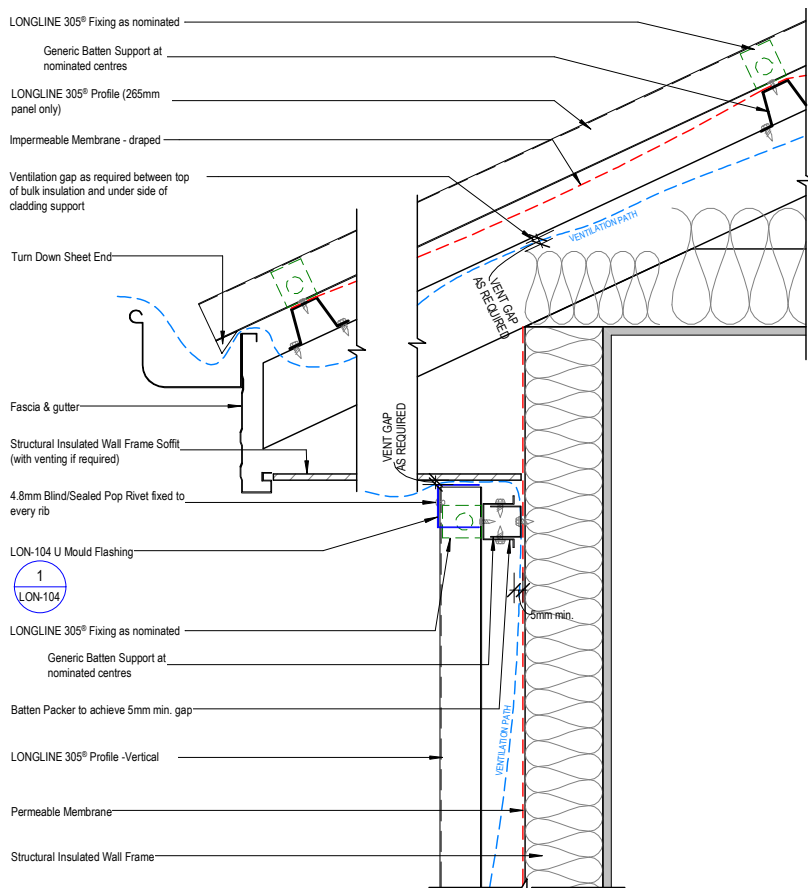 LONGLINE 305® Fixing as nominated
Generic Batten Support at
nominated centres
LONGLINE 305® Profile (265mm
panel only)
Impermeable Membrane - draped
Ventilation gap as required between top
of bulk insulation and under side of
cladding support
Turn Down Sheet End
Fascia & gutter
Structural Insulated Wall Frame Soffit
(with venting if required)
4.8mm Blind/Sealed Pop Rivet fixed to
every rib
LON-104 U Mould Flashing
1
LON-104
LONGLINE 305® Fixing as nominated
Generic Batten Support at
nominated centres
Batten Packer to achieve 5mm min. gap
LONGLINE 305® Profile -Vertical
Permeable Membrane
Structural Insulated Wall Frame
VENTILATION PATH
VENT GAP
AS REQUIRED
VENT GAP
AS REQUIRED
5mm min.
VENTILATION PATH